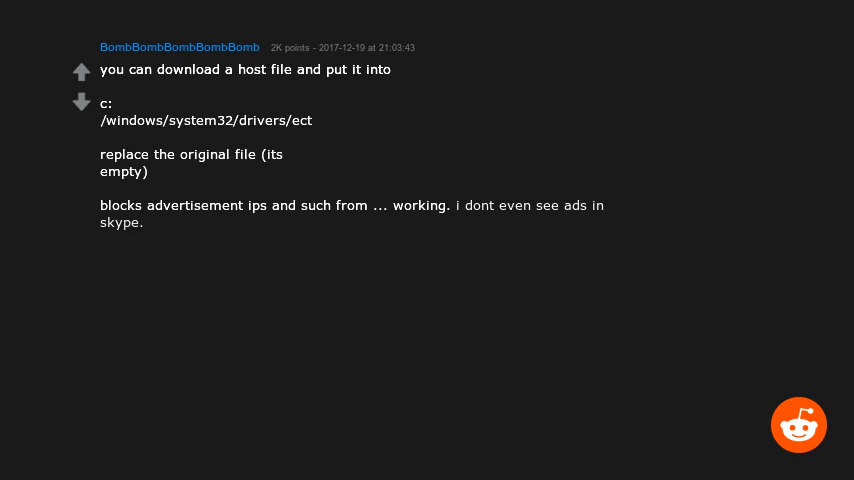 BombBombBombBombBomb 2K points - 2017-12-19 at 21:03:43
you can download a host file and put it into
c:
/windows/system32/drivers/ect
replace the original file (its
empty)
blocks advertisement ips and such from ... working. i dont even see ads in
skype.